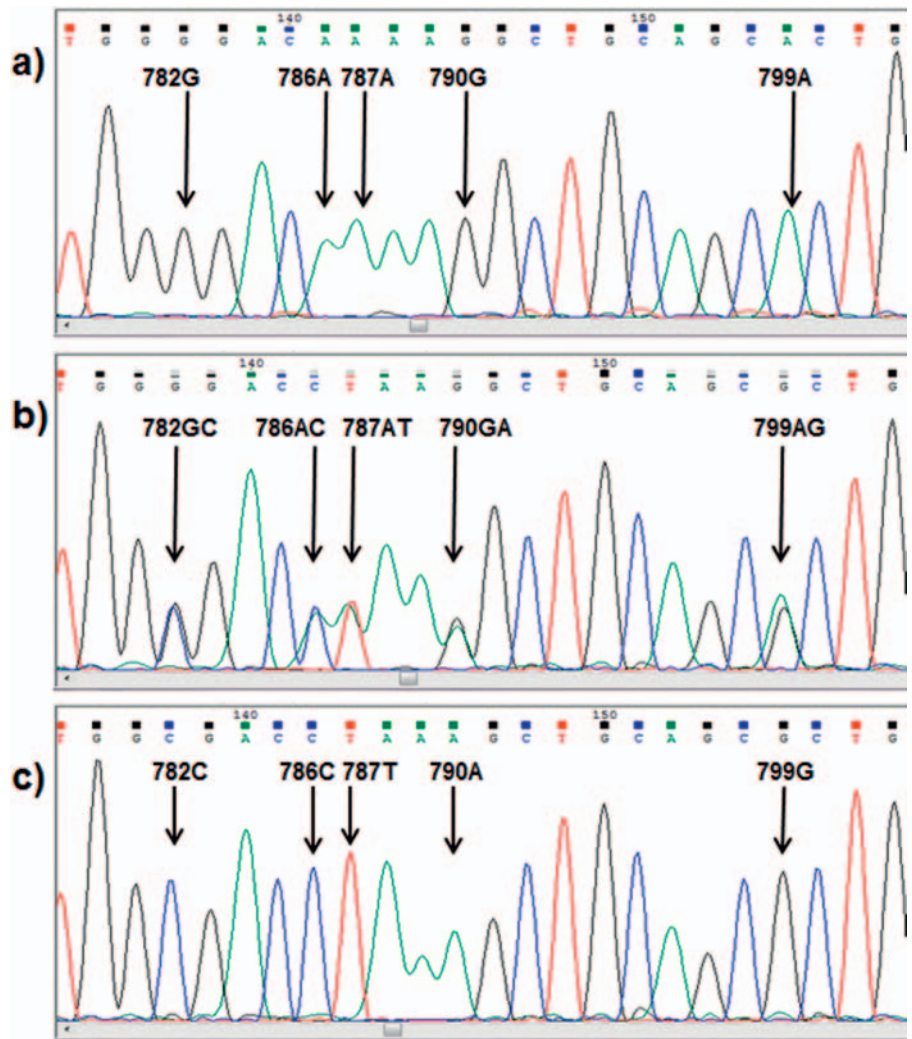 140 150
T G G G G A C A A A A G G C T G C A G C A C T G
a)
782G 786A 787A 790G 799A
140 150
T G G G G A C C T A A G G C T G C A G C G C T G
b)
782GC 786AC 787AT 790GA 799AG
140 150
T G G C G A C C T A A A G C T G C A G C G C T G
c)
782C 786C 787T 790A 799G